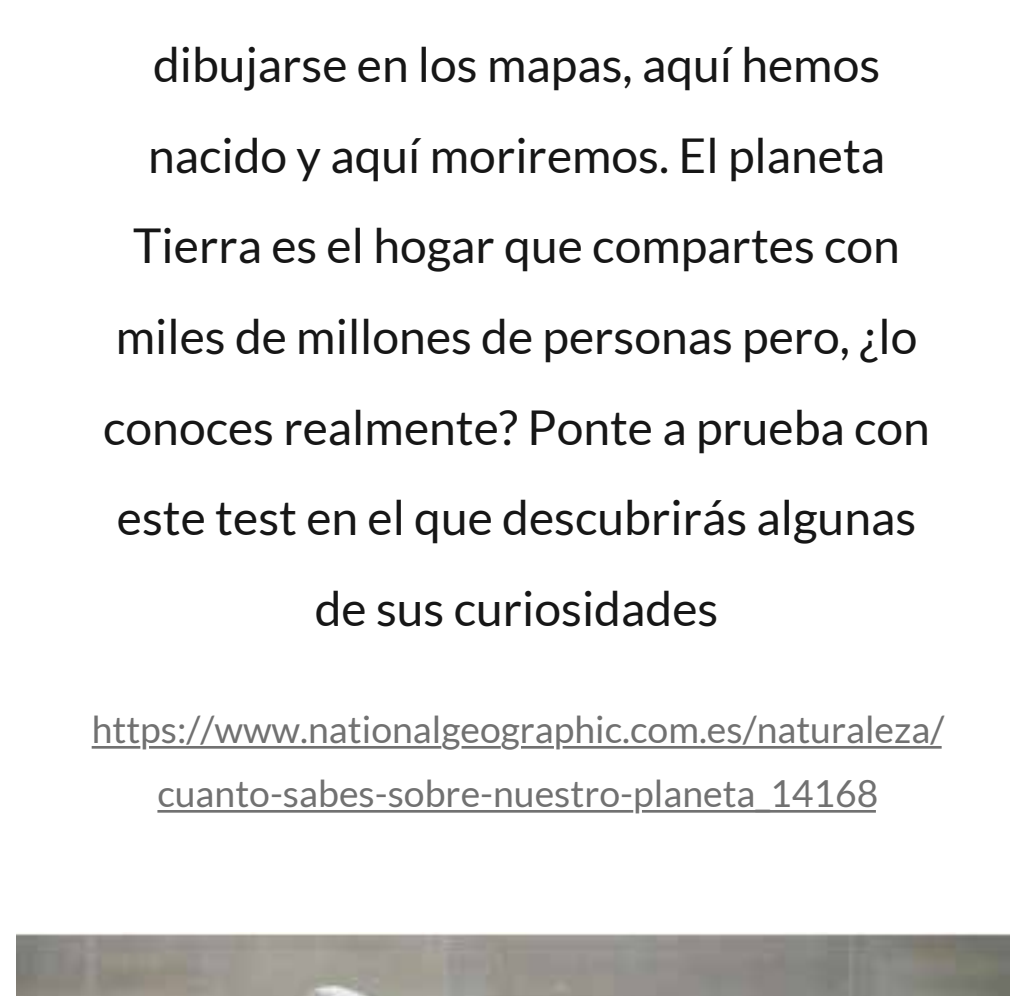 dibujarse en los mapas, aquí hemos
nacido y aquí moriremos. El planeta
Tierra es el hogar que compartes con
miles de millones de personas pero, ¿lo
conoces realmente? Ponte a prueba con
este test en el que descubrirás algunas
de sus curiosidades
https://www.nationalgeographic.com.es/naturaleza/
cuanto-sabes-sobre-nuestro-planeta_14168